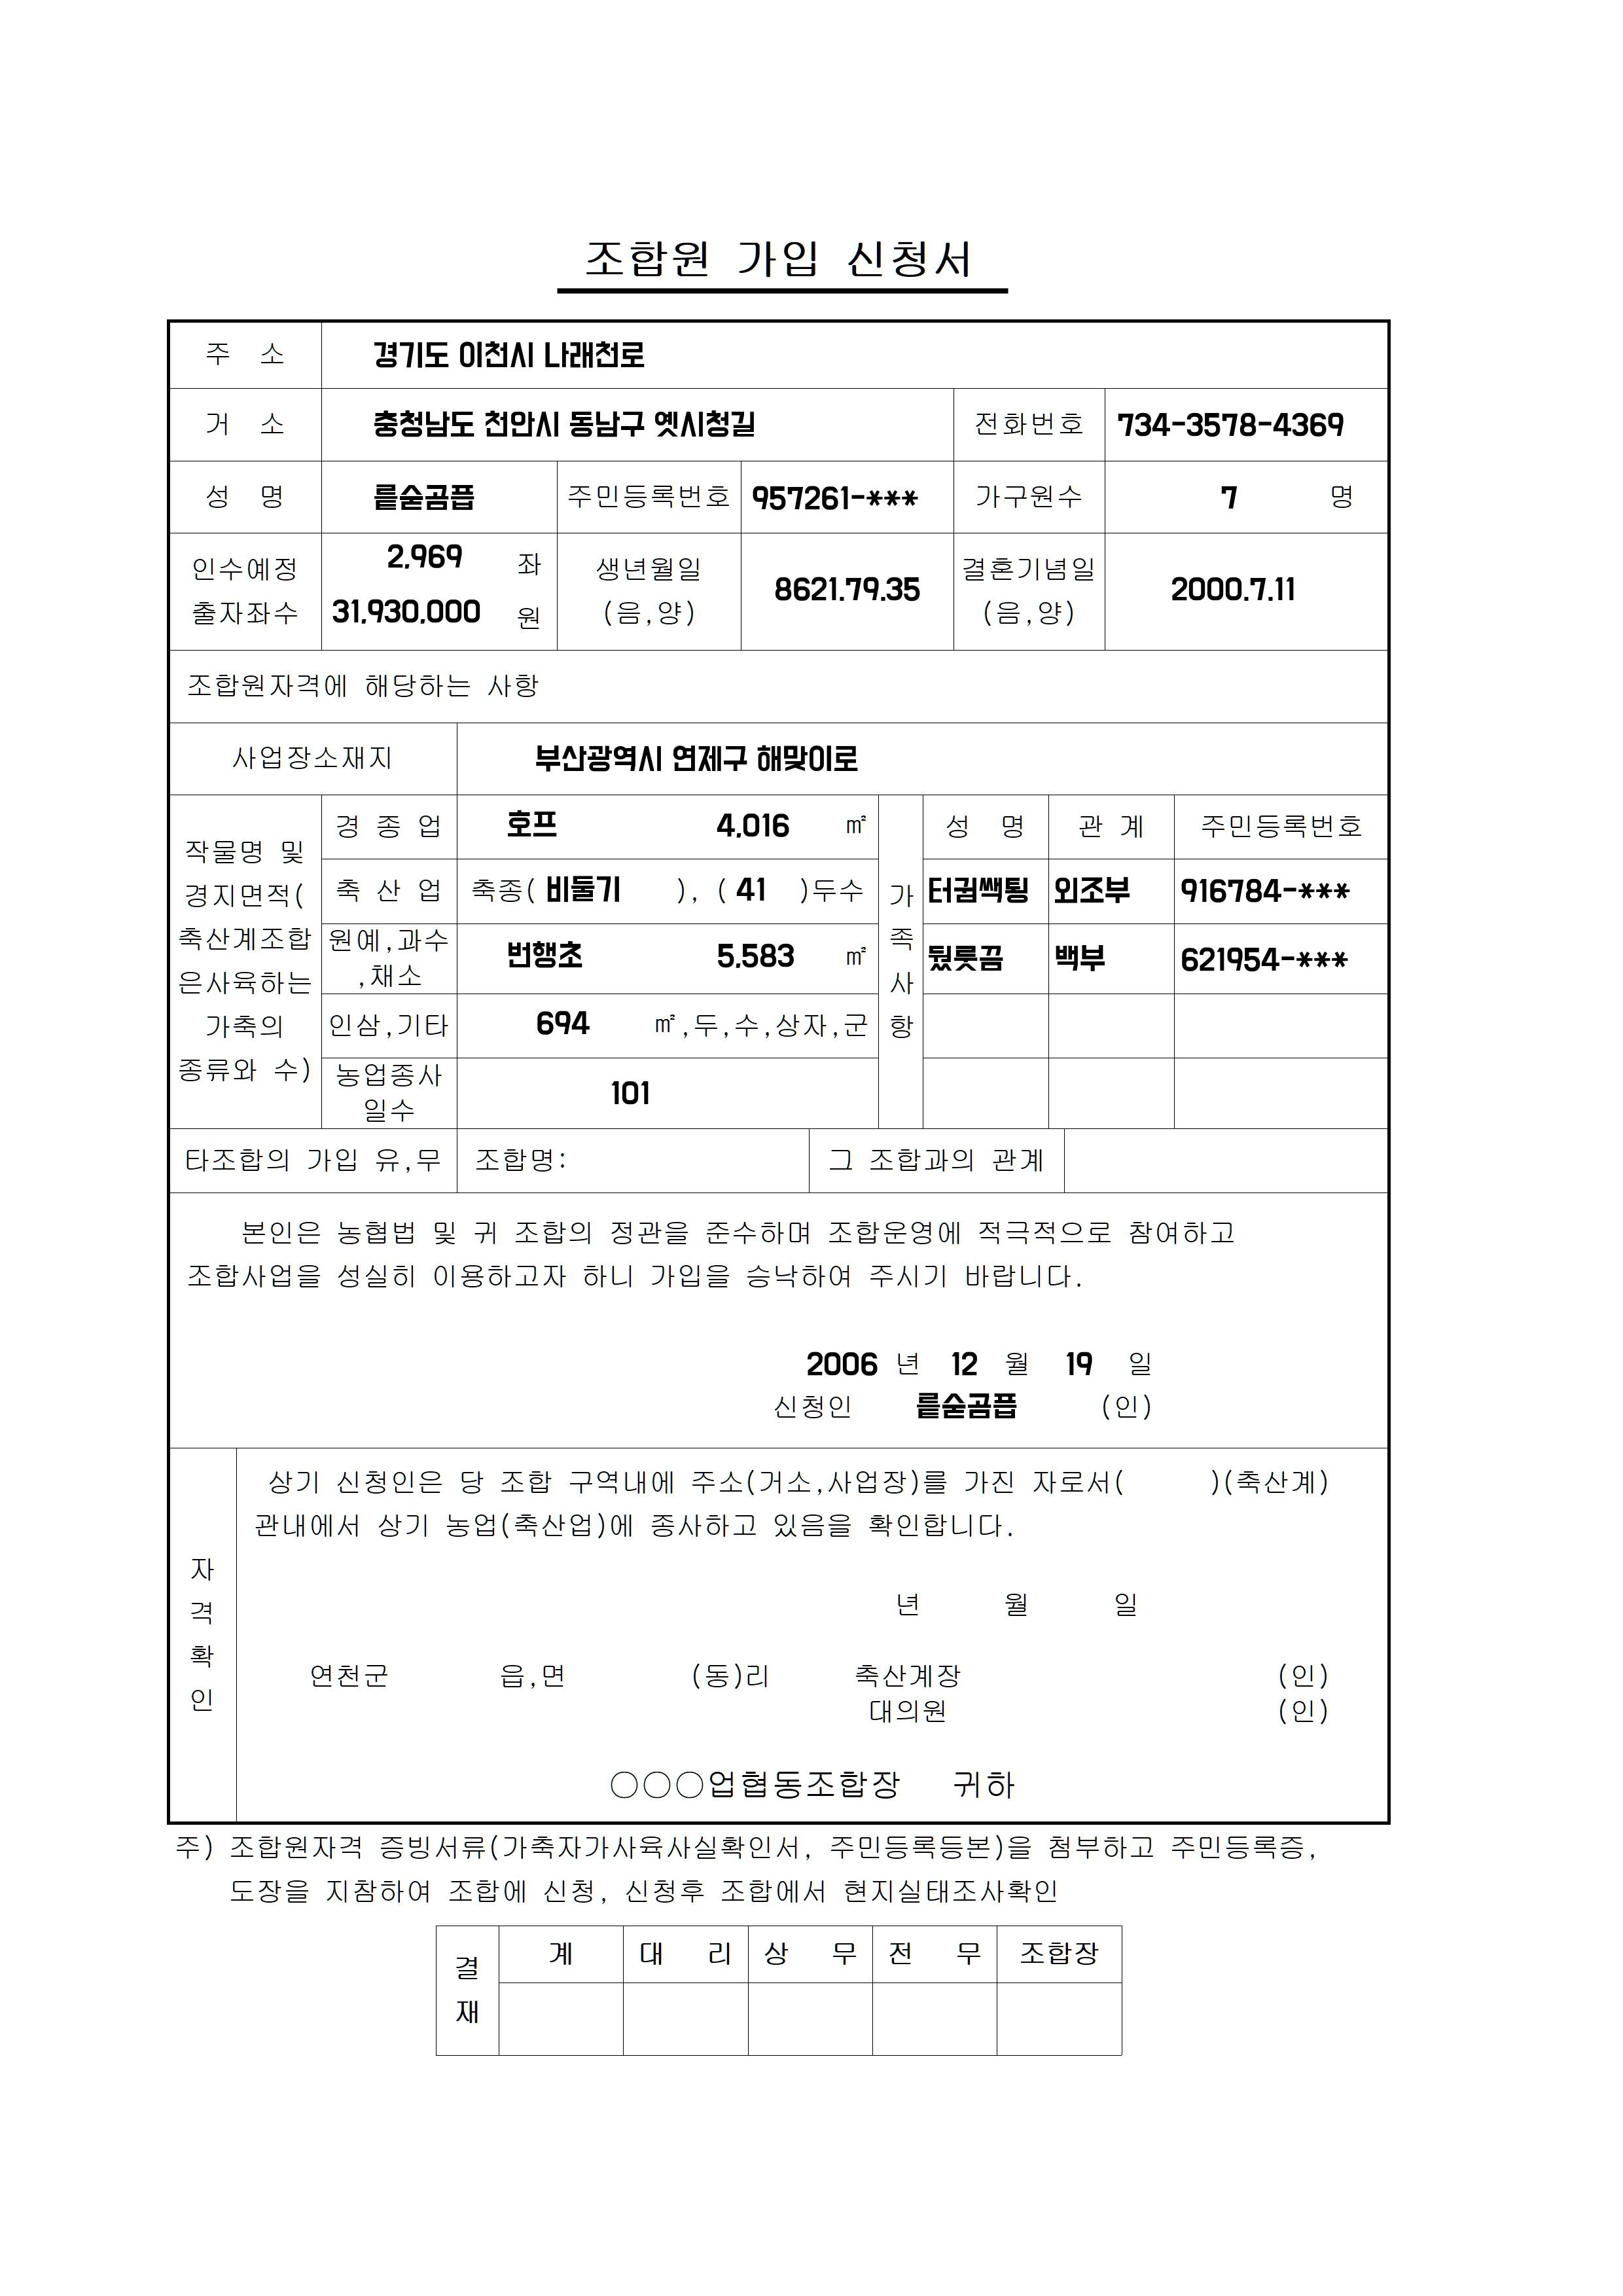 조합원 가입 신청서
주 소 경기도 이천시 나래천로
거 소 충청남도 천안시 동남구 옛시청길 전화번호 734-3578-4369
성 명 주민등록번호 957261-*** 가구원수 7 명
인수예정 출자좌수 2,969 좌 31,930,000 원 생년월일 (음,양) 8621.79.35 결혼기념일 (음,양) 2000.7.11
조합원자격에 해당하는 사항
사업장소재지 부산광역시 연제구 해맞이로
작물명 및 경지면적( 축산계조합 은사육하는 가축의 종류와 수)
경 종 업 호프 4,016 ㎡
축 산 업 축종( 비둘기 ), ( 41 )두수
원예,과수 ,채소 번행초 5,583 ㎡
인삼,기타 694 ㎡,두,수,상자,군
농업종사 일수 101
가족사항
성 명 관 계 주민등록번호
외조부 916784-***
백부 621954-***
타조합의 가입 유,무 조합명: 그 조합과의 관계
본인은 농협법 및 귀 조합의 정관을 준수하며 조합운영에 적극적으로 참여하고
조합사업을 성실히 이용하고자 하니 가입을 승낙하여 주시기 바랍니다.
2006 년 12 월 19 일
신청인 (인)
자격확인
상기 신청인은 당 조합 구역내에 주소(거소,사업장)를 가진 자로서( )(축산계)
관내에서 상기 농업(축산업)에 종사하고 있음을 확인합니다.
년 월 일
연천군 읍,면 (동)리 축산계장 (인)
대의원 (인)
○○○업협동조합장 귀하
주) 조합원자격 증빙서류(가축자가사육사실확인서, 주민등록등본)을 첨부하고 주민등록증,
도장을 지참하여 조합에 신청, 신청후 조합에서 현지실태조사확인
결재 계 대 리 상 무 전 무 조합장